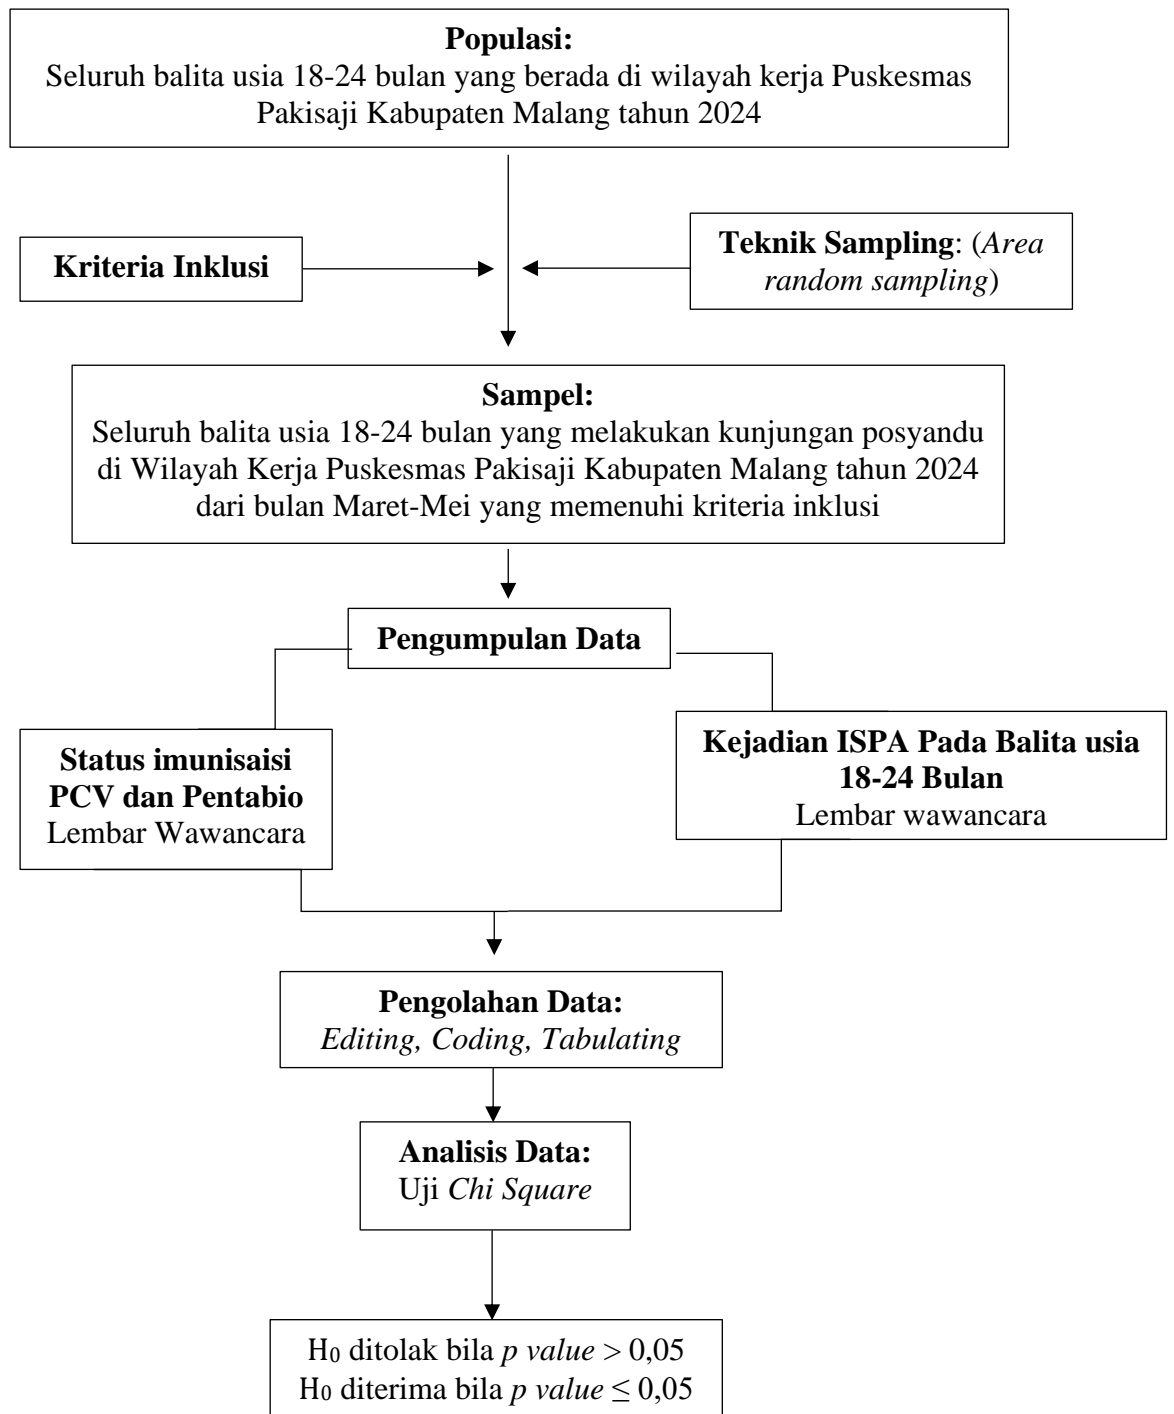 Populasi:
Seluruh balita usia 18-24 bulan yang berada di wilayah kerja Puskesmas
Pakisaji Kabupaten Malang tahun 2024
Kriteria Inklusi
Teknik Sampling: (Area
random sampling)
Sampel:
Seluruh balita usia 18-24 bulan yang melakukan kunjungan posyandu
di Wilayah Kerja Puskesmas Pakisaji Kabupaten Malang tahun 2024
dari bulan Maret-Mei yang memenuhi kriteria inklusi
Pengumpulan Data
Status imunisaisi
PCV dan Pentabio
Lembar Wawancara
Kejadian ISPA Pada Balita usia
18-24 Bulan
Lembar wawancara
Pengolahan Data:
Editing, Coding, Tabulating
Analisis Data:
Uji Chi Square
H0 ditolak bila p value > 0,05
H0 diterima bila p value ≤ 0,05